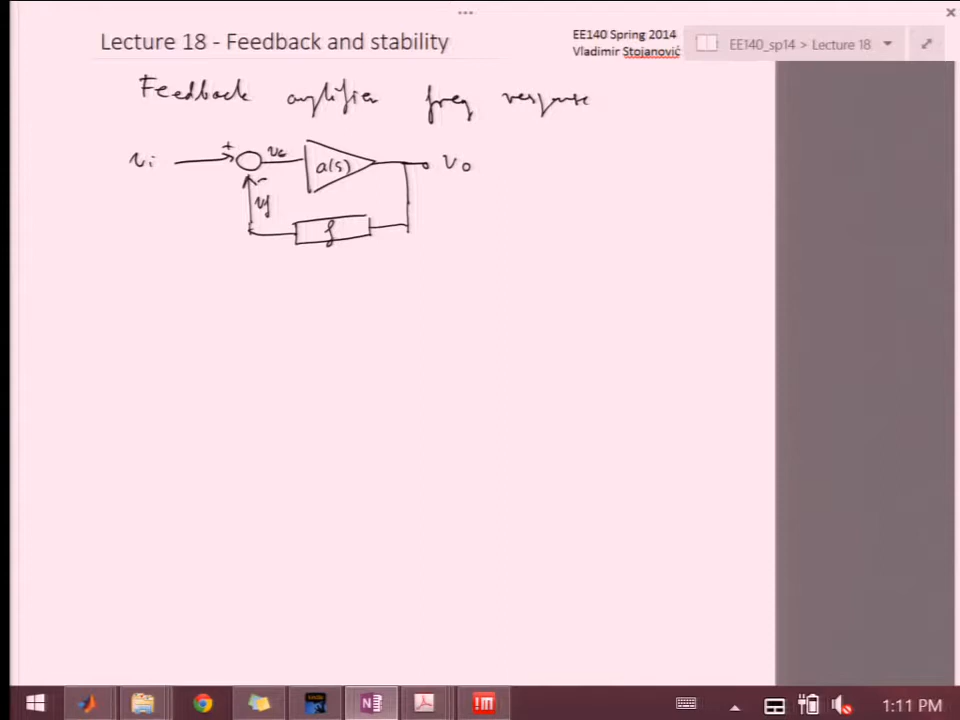 Lecture 18 - Feedback and stability
EE140 Spring 2014
Vladimir Stojanović
EE140_sp14 > Lecture 18
Feedback amplifier freq response
vi
+
vε
a(s)
vo
-
vf
f
1:11 PM